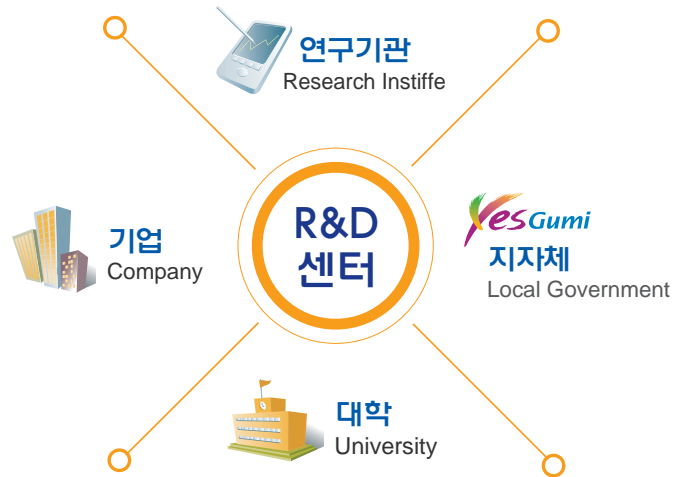 연구기관
Research Instiffe
기업
Company
R&D
센터
Yes Gumi
지자체
Local Government
대학
University